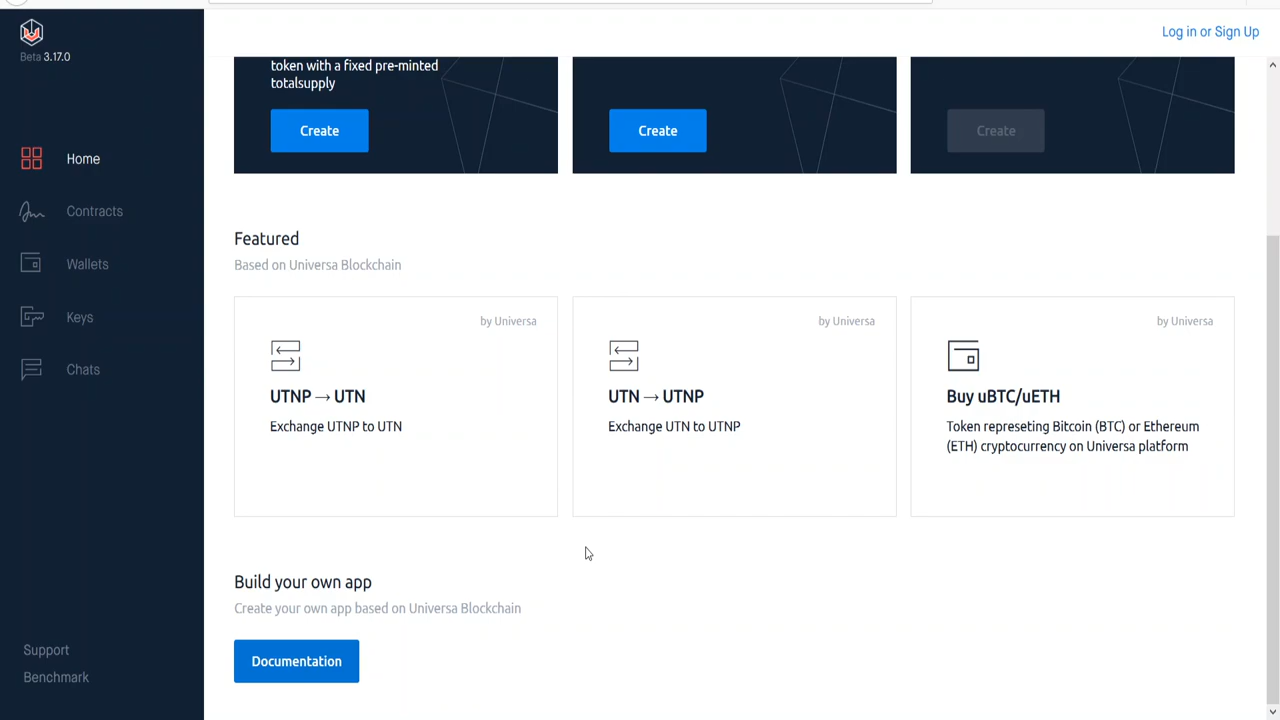 Beta 3.17.0
Log in or Sign Up
Home
Contracts
Wallets
Keys
Chats
Support
Benchmark
token with a fixed pre-minted
totalsupply
Create
Create
Create
Featured
Based on Universa Blockchain
by Universa
UTNP → UTN
Exchange UTNP to UTN
by Universa
UTN → UTNP
Exchange UTN to UTNP
by Universa
Buy uBTC/uETH
Token represeting Bitcoin (BTC) or Ethereum
(ETH) cryptocurrency on Universa platform
Build your own app
Create your own app based on Universa Blockchain
Documentation